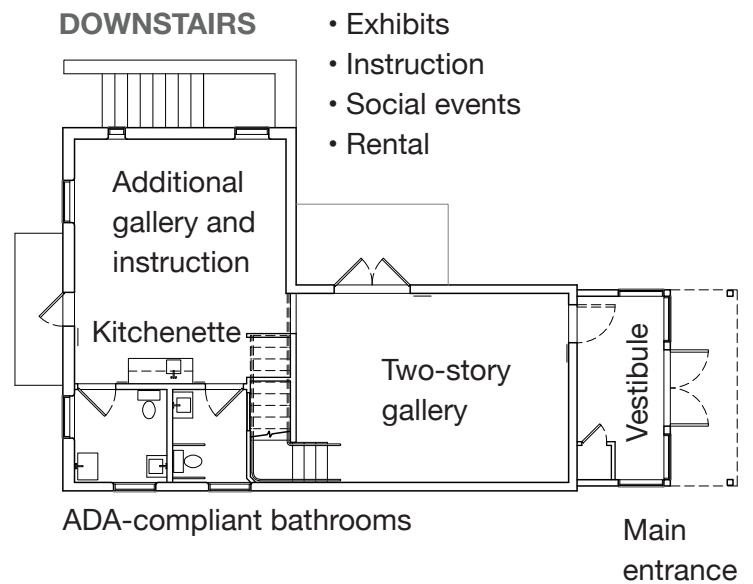 DOWNSTAIRS
• Exhibits
• Instruction
• Social events
• Rental
Additional
gallery and
instruction
Kitchenette
Two-story
gallery
Vestibule
ADA-compliant bathrooms
Main
entrance